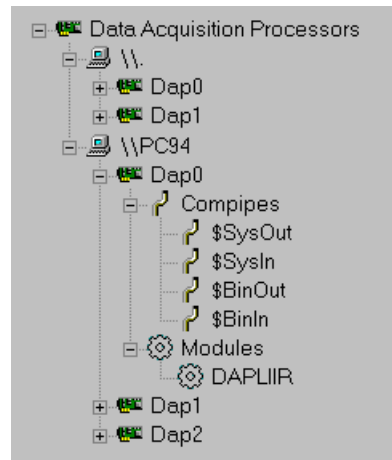 Data Acquisition Processors
\\.
Dap0
Dap1
\\PC94
Dap0
Compipes
$SysOut
$SysIn
$BinOut
$BinIn
Modules
DAPLIIR
Dap1
Dap2